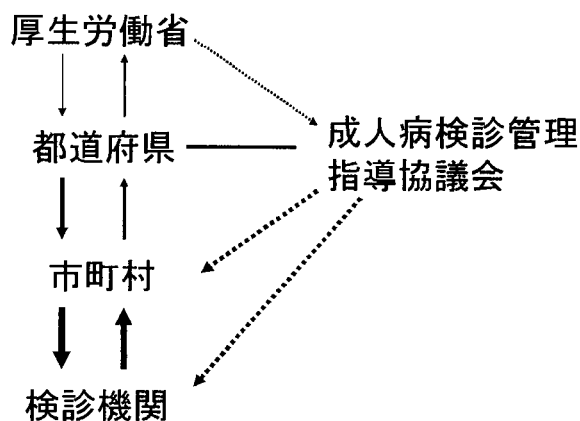 厚生労働省
都道府県
成人病検診管理
指導協議会
市町村
検診機関